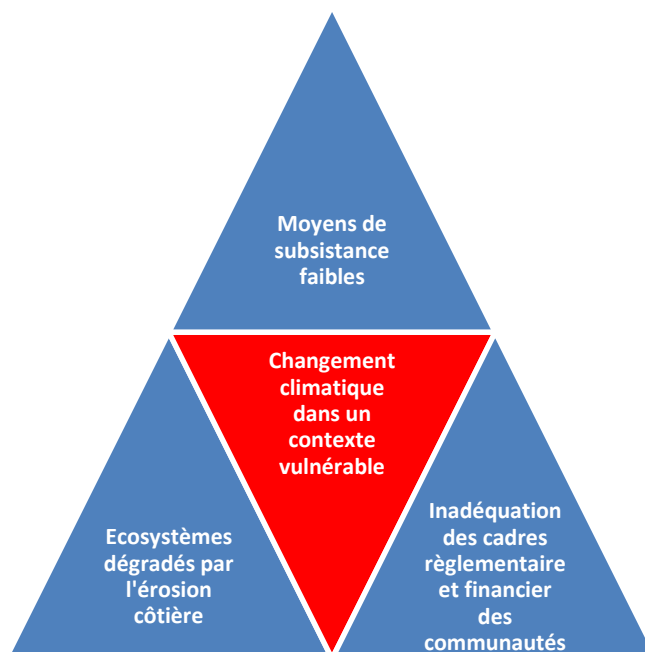 Moyens de
subsistance
faibles
Changement
climatique
dans un
contexte
vulnérable
Ecosystèmes
dégradés par
l'érosion
côtière
Inadéquation
des cadres
règlementaire
et financier
des
communautés